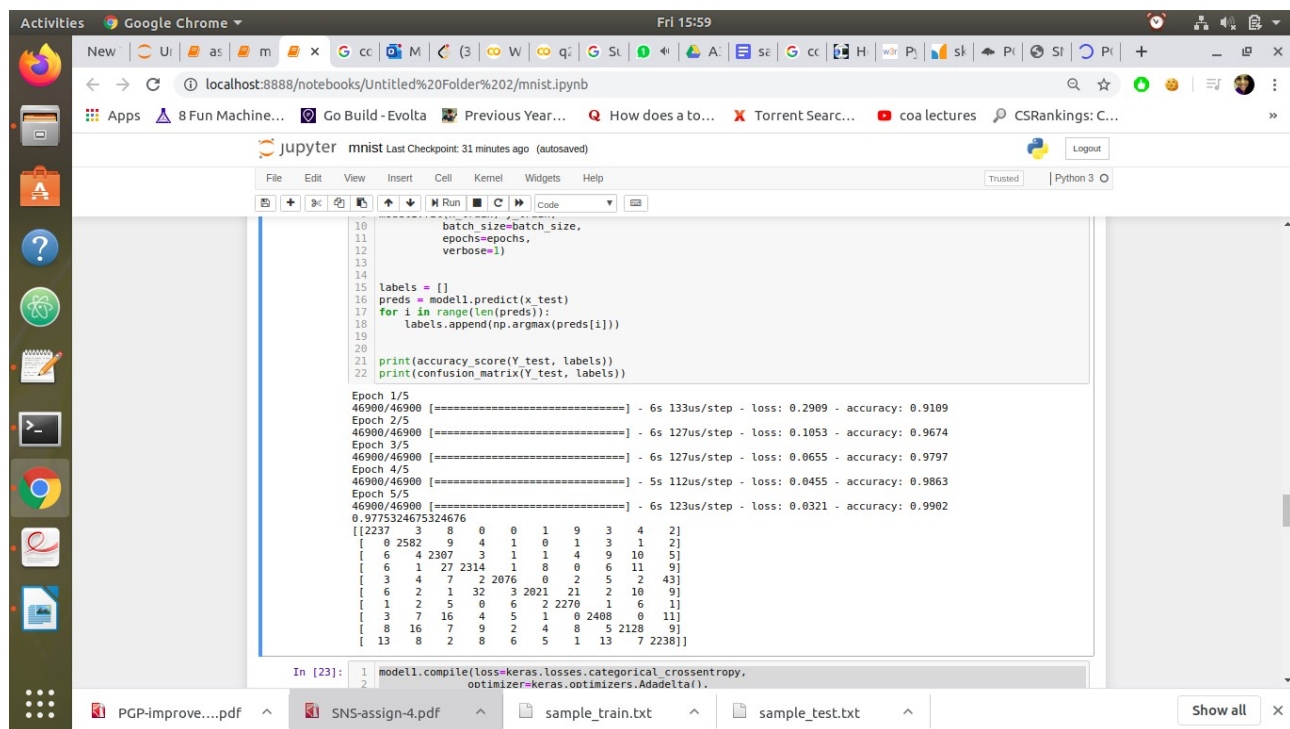 Activities Google Chrome Fri 15:59
New as m cc M (3 W q2 G A: sa cc H Py sk P( P(
localhost:8888/notebooks/Untitled%20Folder%202/mnist.ipynb
Apps 8 Fun Machine... Go Build - Evolta Previous Year... How does a to... Torrent Searc... coa lectures CSRankings: C... »
jupyter mnist Last Checkpoint: 31 minutes ago (autosaved) Logout
File Edit View Insert Cell Kernel Widgets Help Trusted Python 3
Run Code
10 batch_size=batch_size,
11 epochs=epochs,
12 verbose=1)
13
14
15 labels = []
16 preds = model1.predict(x_test)
17 for i in range(len(preds)):
18 labels.append(np.argmax(preds[i]))
19
20
21 print(accuracy_score(Y_test, labels))
22 print(confusion_matrix(Y_test, labels))
Epoch 1/5
46900/46900 [==============================] - 6s 133us/step - loss: 0.2909 - accuracy: 0.9109
Epoch 2/5
46900/46900 [==============================] - 6s 127us/step - loss: 0.1053 - accuracy: 0.9674
Epoch 3/5
46900/46900 [==============================] - 6s 127us/step - loss: 0.0655 - accuracy: 0.9797
Epoch 4/5
46900/46900 [==============================] - 5s 112us/step - loss: 0.0455 - accuracy: 0.9863
Epoch 5/5
46900/46900 [==============================] - 6s 123us/step - loss: 0.0321 - accuracy: 0.9902
0.9775324675324676
[[2237 3 8 0 0 1 9 3 4 2]
[ 0 2582 9 4 1 0 1 3 1 2]
[ 6 4 2307 3 1 1 4 9 10 5]
[ 6 1 27 2314 1 8 0 6 11 9]
[ 3 4 7 2 2076 0 2 5 2 43]
[ 6 2 1 32 3 2021 21 2 10 9]
[ 1 2 5 0 6 2 2270 1 6 1]
[ 3 7 16 4 5 1 0 2408 0 11]
[ 8 16 7 9 2 4 8 5 2128 9]
[ 13 8 2 8 6 5 1 13 7 2238]]
In [23]: 1 model1.compile(loss=keras.losses.categorical_crossentropy,
2 optimizer=keras.optimizers.Adadelta(),
PGP-improve....pdf SNS-assign-4.pdf sample_train.txt sample_test.txt Show all